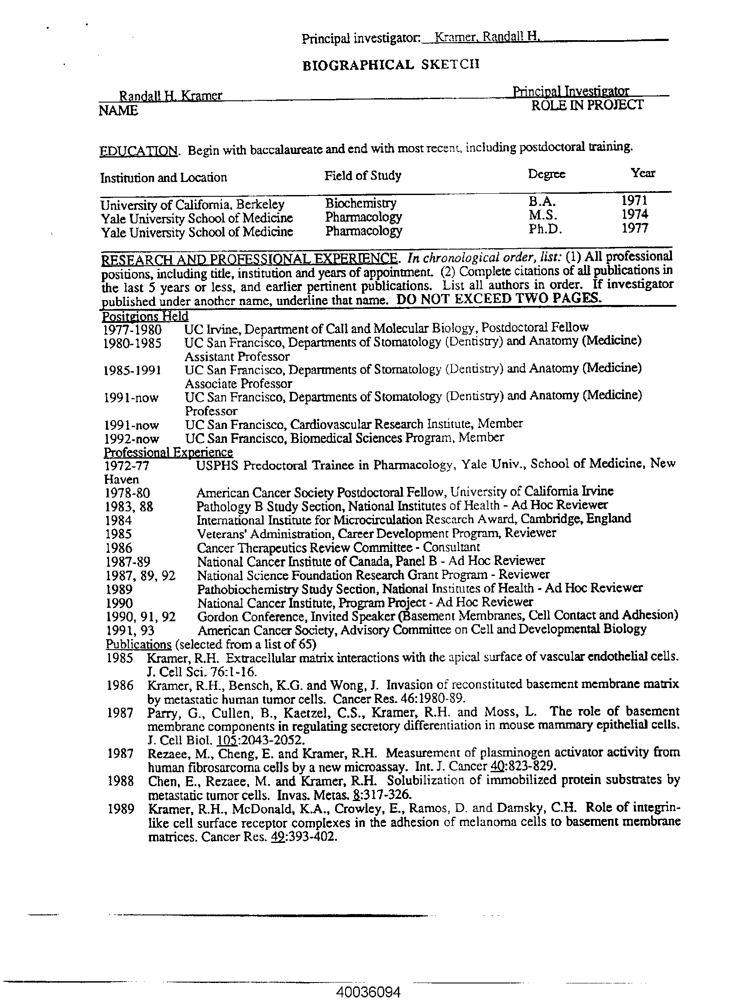 Principal investigator: Kramer, Randall H.
BIOGRAPHICAL SKETCH
Randall H. Kramer Principal Investigator
NAME ROLE IN PROJECT
EDUCATION. Begin with baccalaureate and end with most recent, including postdoctoral training.
Institution and Location Field of Study Degree Year
University of California, Berkeley Biochemistry B.A. 1971
Yale University School of Medicine Pharmacology M.S. 1974
Yale University School of Medicine Pharmacology Ph.D. 1977
RESEARCH AND PROFESSIONAL EXPERIENCE. In chronological order, list: (1) All professional
positions, including title, institution and years of appointment. (2) Complete citations of all publications in
the last 5 years or less, and earlier pertinent publications. List all authors in order. If investigator
published under another name, underline that name. DO NOT EXCEED TWO PAGES.
Positgions Held
1977-1980 UC Irvine, Department of Call and Molecular Biology, Postdoctoral Fellow
1980-1985 UC San Francisco, Departments of Stomatology (Dentistry) and Anatomy (Medicine)
Assistant Professor
1985-1991 UC San Francisco, Departments of Stomatology (Dentistry) and Anatomy (Medicine)
Associate Professor
1991-now UC San Francisco, Departments of Stomatology (Dentistry) and Anatomy (Medicine)
Professor
1991-now UC San Francisco, Cardiovascular Research Institute, Member
1992-now UC San Francisco, Biomedical Sciences Program, Member
Professional Experience
1972-77 USPHS Predoctoral Trainee in Pharmacology, Yale Univ., School of Medicine, New
Haven
1978-80 American Cancer Society Postdoctoral Fellow, University of California Irvine
1983, 88 Pathology B Study Section, National Institutes of Health - Ad Hoc Reviewer
1984 International Institute for Microcirculation Research Award, Cambridge, England
1985 Veterans' Administration, Career Development Program, Reviewer
1986 Cancer Therapeutics Review Committee - Consultant
1987-89 National Cancer Institute of Canada, Panel B - Ad Hoc Reviewer
1987, 89, 92 National Science Foundation Research Grant Program - Reviewer
1989 Pathobiochemistry Study Section, National Institutes of Health - Ad Hoc Reviewer
1990 National Cancer Institute, Program Project - Ad Hoc Reviewer
1990, 91, 92 Gordon Conference, Invited Speaker (Basement Membranes, Cell Contact and Adhesion)
1991, 93 American Cancer Society, Advisory Committee on Cell and Developmental Biology
Publications (selected from a list of 65)
1985 Kramer, R.H. Extracellular matrix interactions with the apical surface of vascular endothelial cells.
J. Cell Sci. 76:1-16.
1986 Kramer, R.H., Bensch, K.G. and Wong, J. Invasion of reconstituted basement membrane matrix
by metastatic human tumor cells. Cancer Res. 46:1980-89.
1987 Parry, G., Cullen, B., Kaetzel, C.S., Kramer, R.H. and Moss, L. The role of basement
membrane components in regulating secretory differentiation in mouse mammary epithelial cells.
J. Cell Biol. 105:2043-2052.
1987 Rezaee, M., Cheng, E. and Kramer, R.H. Measurement of plasminogen activator activity from
human fibrosarcoma cells by a new microassay. Int. J. Cancer 40:823-829.
1988 Chen, E., Rezaee, M. and Kramer, R.H. Solubilization of immobilized protein substrates by
metastatic tumor cells. Invas. Metas. 8:317-326.
1989 Kramer, R.H., McDonald, K.A., Crowley, E., Ramos, D. and Damsky, C.H. Role of integrin-
like cell surface receptor complexes in the adhesion of melanoma cells to basement membrane
matrices. Cancer Res. 49:393-402.
40036094